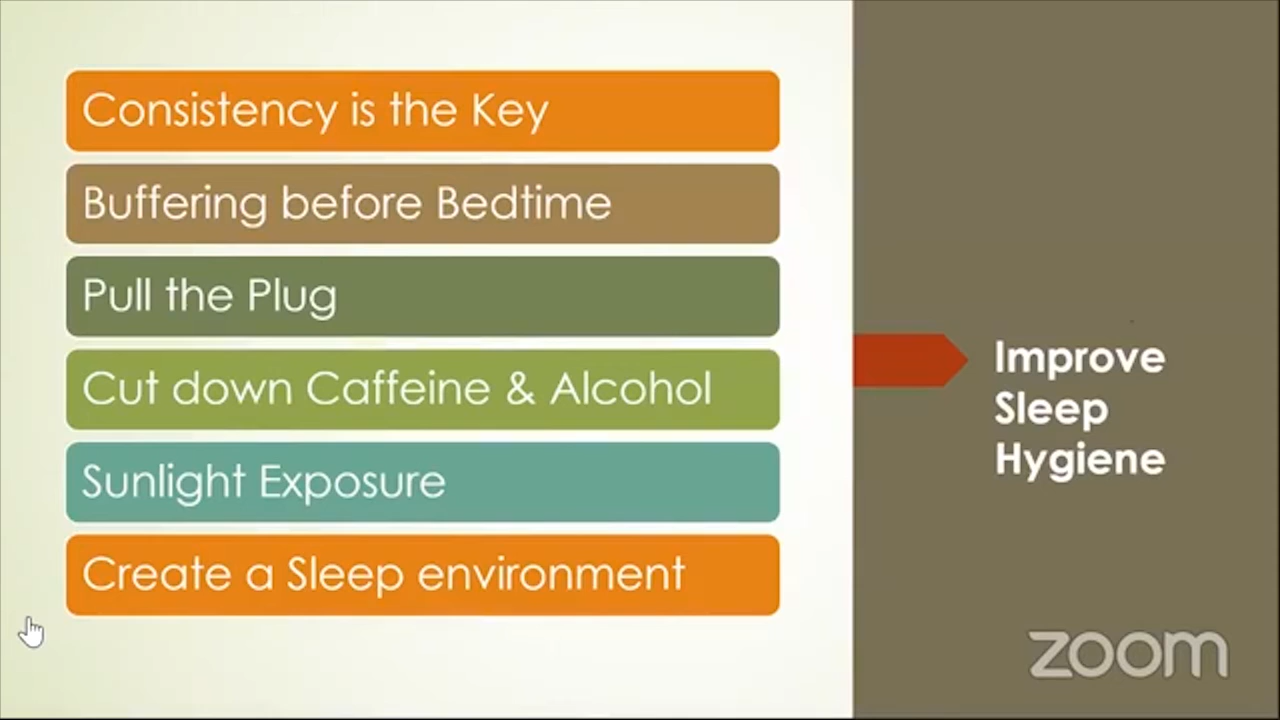 Consistency is the Key
Buffering before Bedtime
Pull the Plug
Cut down Caffeine & Alcohol
Sunlight Exposure
Create a Sleep environment
Improve
Sleep
Hygiene
zoom